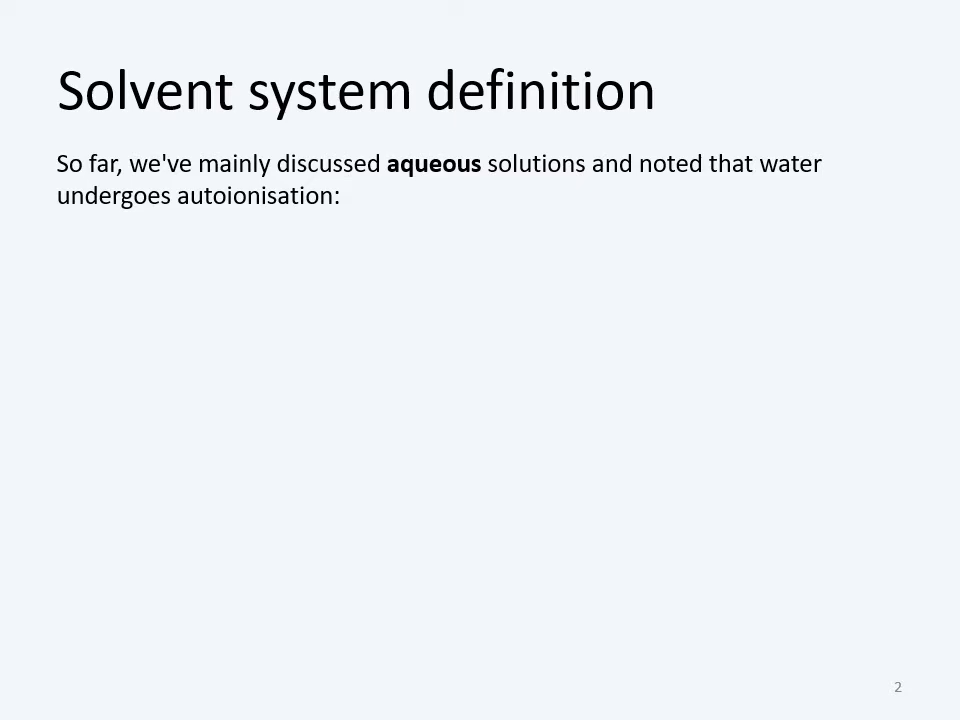 Solvent system definition
So far, we've mainly discussed aqueous solutions and noted that water
undergoes autoionisation:
2